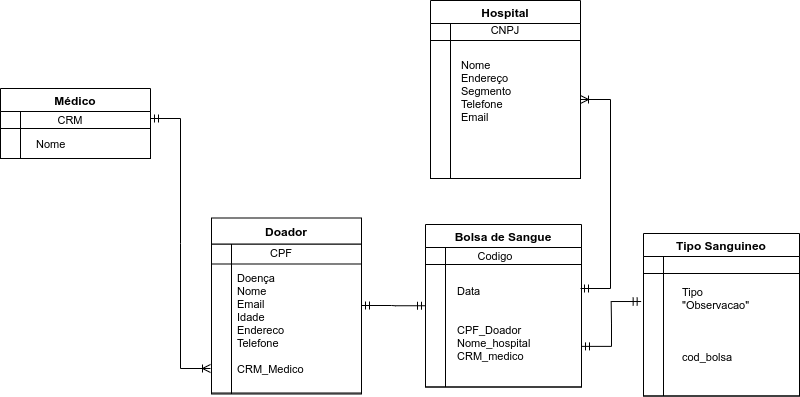 Hospital
CNPJ
Nome
Endereço
Segmento
Telefone
Email
Médico
CRM
Nome
Doador
CPF
Doença
Nome
Email
Idade
Endereco
Telefone
CRM_Medico
Bolsa de Sangue
Codigo
Data
CPF_Doador
Nome_hospital
CRM_medico
Tipo Sanguineo
Tipo
"Observacao"
cod_bolsa